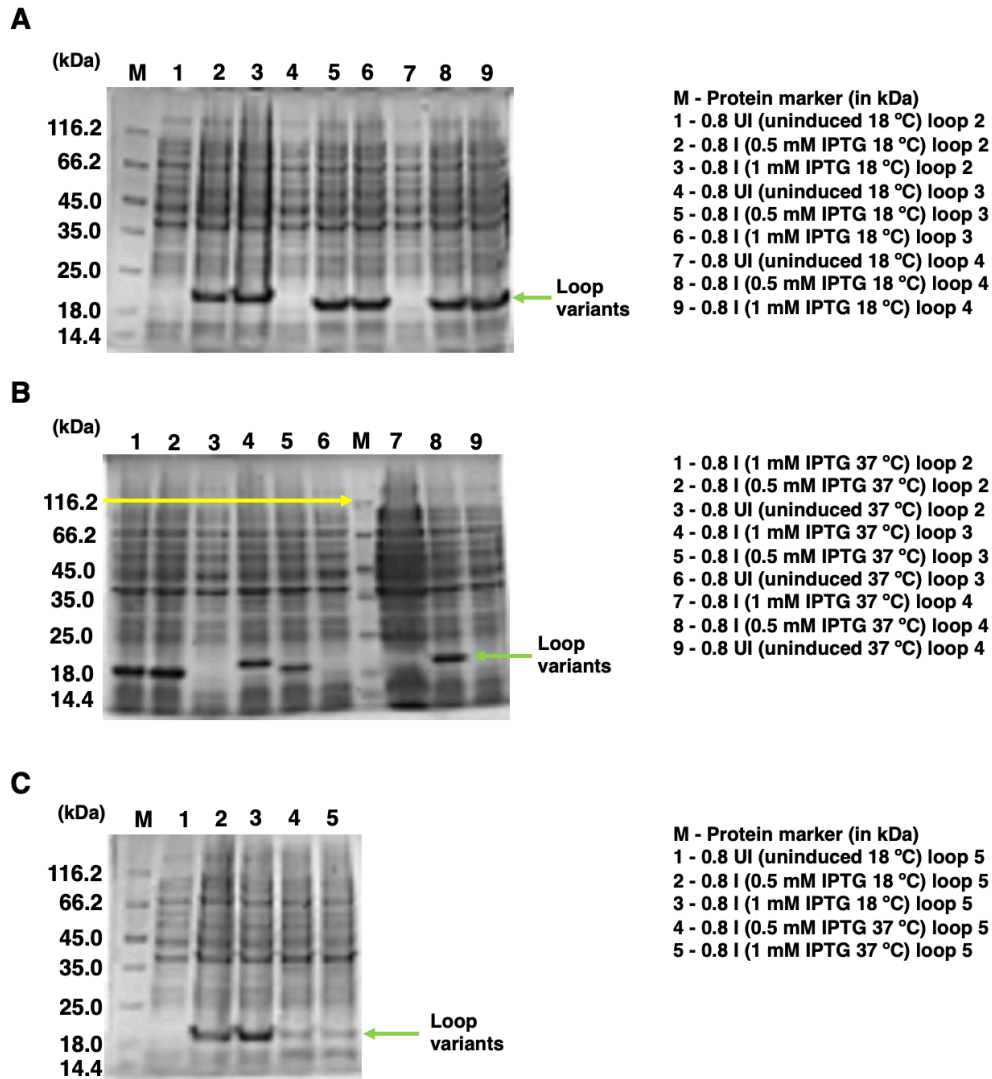 A
(kDa)
M 1 2 3 4 5 6 7 8 9
116.2
66.2
45.0
35.0
25.0
18.0
14.4
Loop
variants
M - Protein marker (in kDa)
1 - 0.8 UI (uninduced 18 ºC) loop 2
2 - 0.8 I (0.5 mM IPTG 18 ºC) loop 2
3 - 0.8 I (1 mM IPTG 18 ºC) loop 2
4 - 0.8 UI (uninduced 18 ºC) loop 3
5 - 0.8 I (0.5 mM IPTG 18 ºC) loop 3
6 - 0.8 I (1 mM IPTG 18 ºC) loop 3
7 - 0.8 UI (uninduced 18 ºC) loop 4
8 - 0.8 I (0.5 mM IPTG 18 ºC) loop 4
9 - 0.8 I (1 mM IPTG 18 ºC) loop 4
B
(kDa)
1 2 3 4 5 6 M 7 8 9
116.2
66.2
45.0
35.0
25.0
18.0
14.4
Loop
variants
1 - 0.8 I (1 mM IPTG 37 ºC) loop 2
2 - 0.8 I (0.5 mM IPTG 37 ºC) loop 2
3 - 0.8 UI (uninduced 37 ºC) loop 2
4 - 0.8 I (1 mM IPTG 37 ºC) loop 3
5 - 0.8 I (0.5 mM IPTG 37 ºC) loop 3
6 - 0.8 UI (uninduced 37 ºC) loop 3
7 - 0.8 I (1 mM IPTG 37 ºC) loop 4
8 - 0.8 I (0.5 mM IPTG 37 ºC) loop 4
9 - 0.8 UI (uninduced 37 ºC) loop 4
C
(kDa)
M 1 2 3 4 5
116.2
66.2
45.0
35.0
25.0
18.0
14.4
Loop
variants
M - Protein marker (in kDa)
1 - 0.8 UI (uninduced 18 ºC) loop 5
2 - 0.8 I (0.5 mM IPTG 18 ºC) loop 5
3 - 0.8 I (1 mM IPTG 18 ºC) loop 5
4 - 0.8 I (0.5 mM IPTG 37 ºC) loop 5
5 - 0.8 I (1 mM IPTG 37 ºC) loop 5